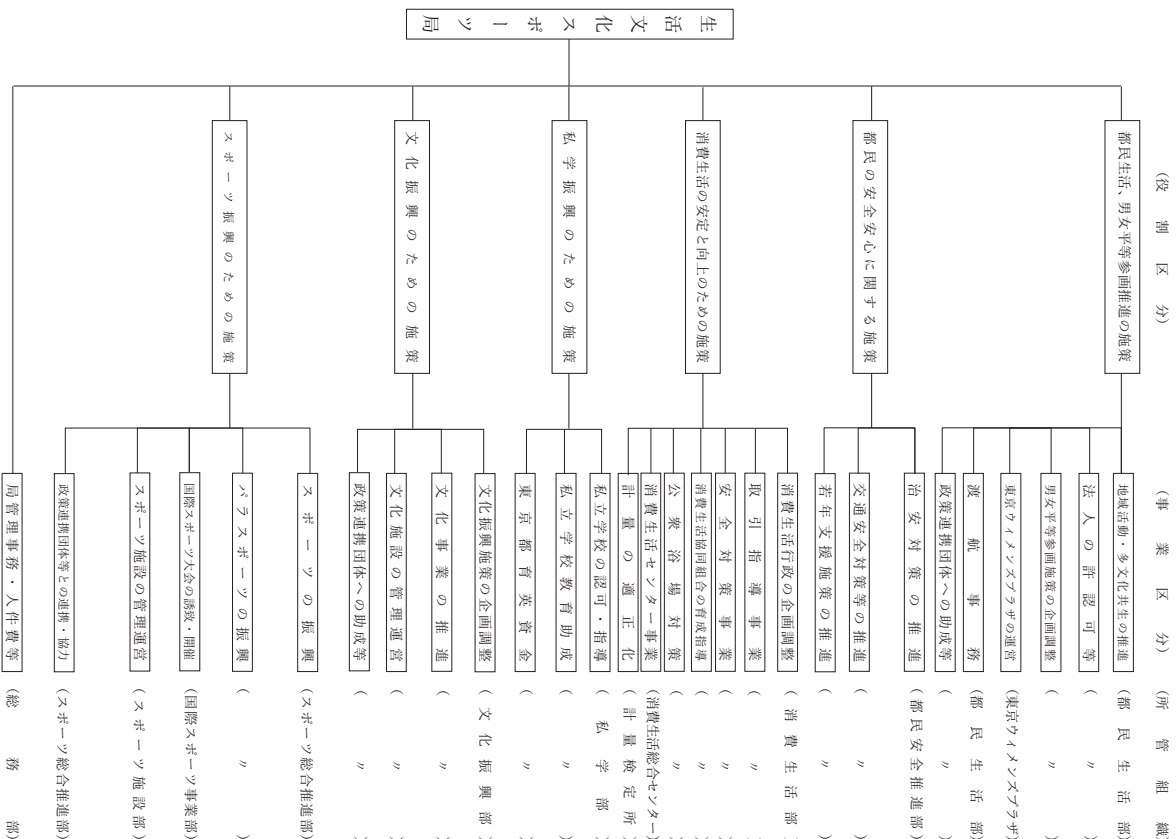 生活文化スポーツ局
(役割区分)
都民生活、男女平等参画推進の施策
都民の安全安心に関する施策
消費生活の安定と向上のための施策
私学振興のための施策
文化振興のための施策
スポーツ振興のための施策
(事業区分)
地域活動・多文化共生の推進
法人の許認可等
男女平等参画施策の企画調整
東京ウィメンズプラザの運営
渡航事務
政策連携団体への助成等
治安対策の推進
交通安全対策等の推進
若年支援施策の推進
消費生活行政の企画調整
取引指導事業
安全対策事業
消費生活協同組合の育成指導
公衆浴場対策
消費生活センター事業
計量の適正化
私立学校の認可・指導
私立学校教育助成
東京都育英資金
文化振興施策の企画調整
文化事業の推進
文化施設の管理運営
政策連携団体への助成等
スポーツの振興
パラスポーツの振興
国際スポーツ大会の誘致・開催
スポーツ施設の管理運営
政策連携団体等との連携・協力
局管理事務・人件費等
(所管組織)
(都民生活部)
(〃)
(〃)
(東京ウィメンズプラザ)
(都民生活部)
(〃)
(都民安全推進部)
(〃)
(〃)
(消費生活部)
(〃)
(〃)
(〃)
(〃)
(消費生活総合センター)
(計量検定所)
(私学部)
(〃)
(〃)
(文化振興部)
(〃)
(〃)
(〃)
(スポーツ総合推進部)
(〃)
(国際スポーツ事業部)
(スポーツ施設部)
(スポーツ総合推進部)
(総務部)